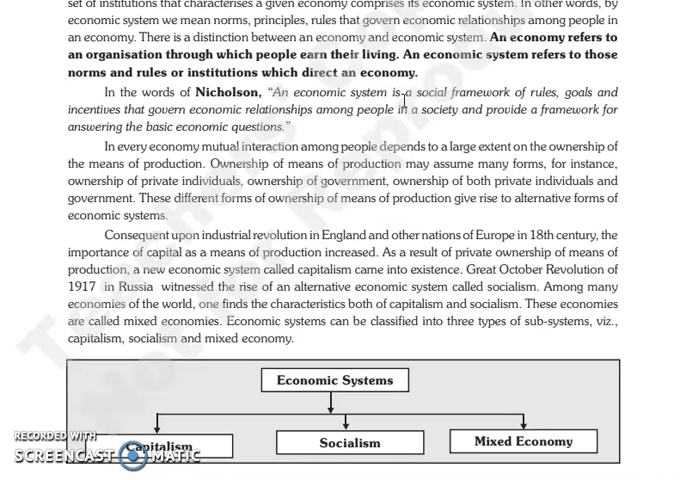 set of institutions that characterises a given economy comprises its economic system. In other words, by
economic system we mean norms, principles, rules that govern economic relationships among people in
an economy. There is a distinction between an economy and economic system. An economy refers to
an organisation through which people earn their living. An economic system refers to those
norms and rules or institutions which direct an economy.
In the words of Nicholson, “An economic system is a social framework of rules, goals and
incentives that govern economic relationships among people in a society and provide a framework for
answering the basic economic questions.”
In every economy mutual interaction among people depends to a large extent on the ownership of
the means of production. Ownership of means of production may assume many forms, for instance,
ownership of private individuals, ownership of government, ownership of both private individuals and
government. These different forms of ownership of means of production give rise to alternative forms of
economic systems.
Consequent upon industrial revolution in England and other nations of Europe in 18th century, the
importance of capital as a means of production increased. As a result of private ownership of means of
production, a new economic system called capitalism came into existence. Great October Revolution of
1917 in Russia witnessed the rise of an alternative economic system called socialism. Among many
economies of the world, one finds the characteristics both of capitalism and socialism. These economies
are called mixed economies. Economic systems can be classified into three types of sub-systems, viz.,
capitalism, socialism and mixed economy.
Economic Systems
Capitalism
Socialism
Mixed Economy
RECORDED WITH
SCREENCAST MATIC